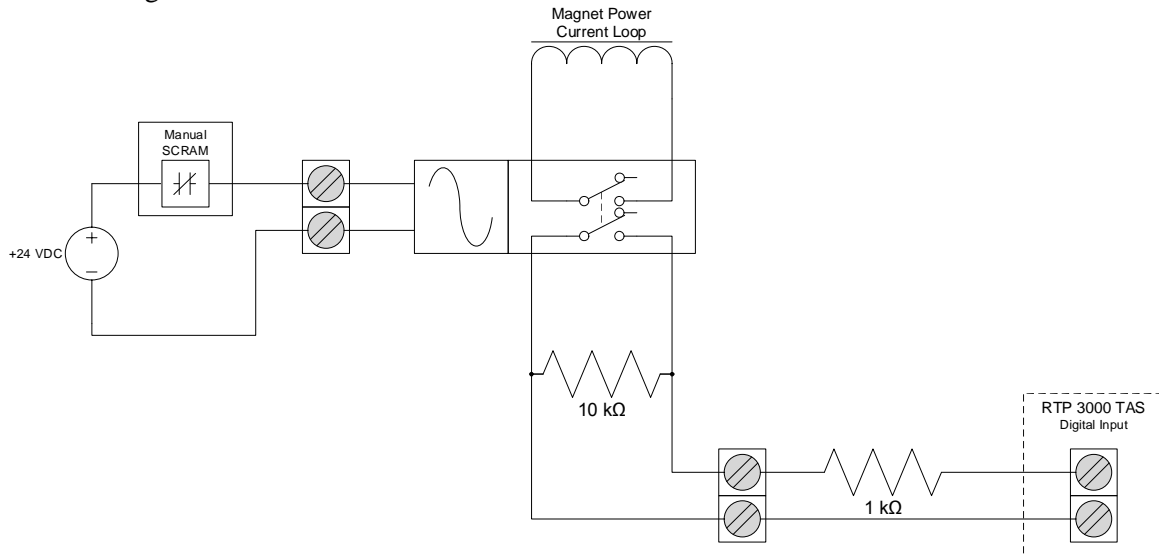 Magnet Power
Current Loop
Manual
SCRAM
+24 VDC
+
–
10 kΩ
RTP 3000 TAS
Digital Input
1 kΩ